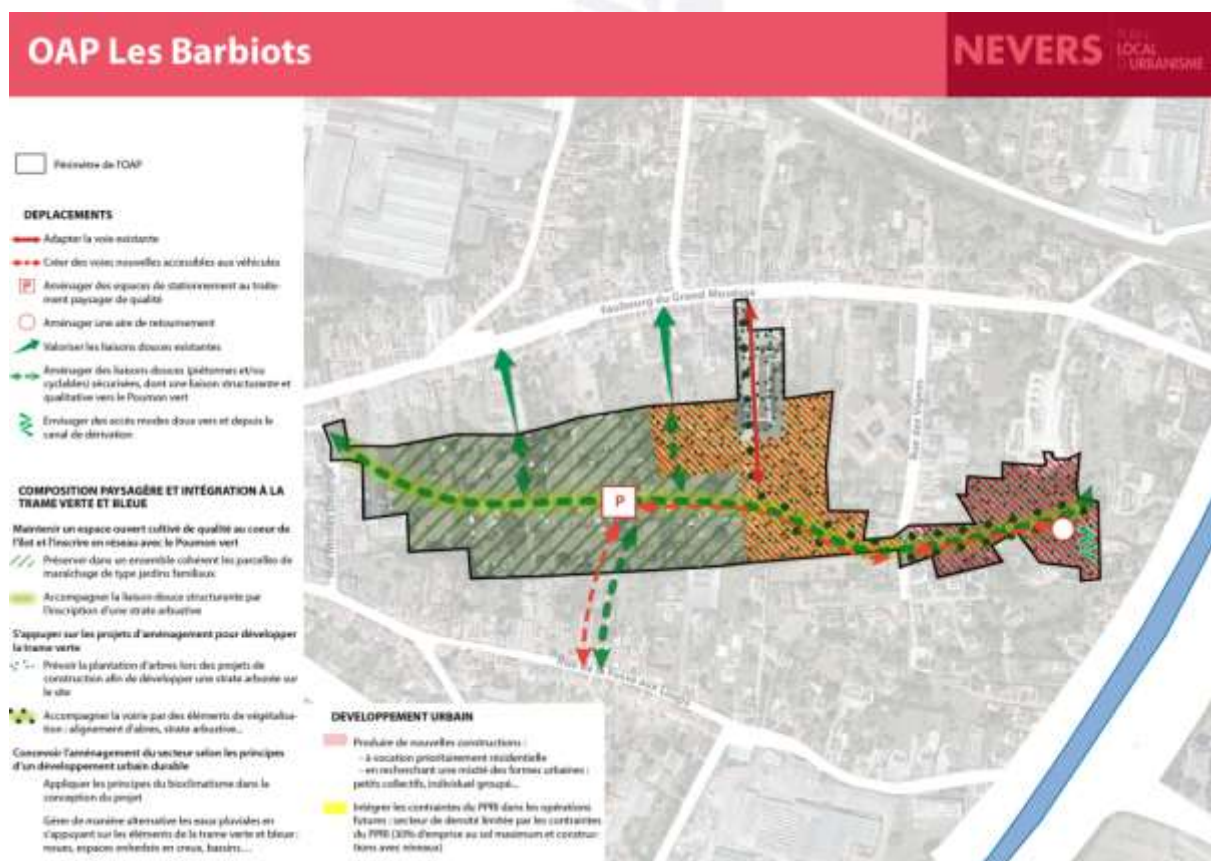 OAP Les Barbiots
NEVERS
PLAN
LOCAL
D'URBANISME
Périmètre de l'OAP
DEPLACEMENTS
Adapter la voie existante
Créer des voies nouvelles accessibles aux véhicules
P
Aménager des espaces de stationnement au traite-
ment paysager de qualité
Aménager une aire de retournement
Valoriser les liaisons douces existantes
Aménager des liaisons douces (piétonnes et/ou
cyclables) sécurisées, dont une liaison structurante et
qualitative vers le Poumon vert
Envisager des accès modes doux vers et depuis le
canal de dérivation
COMPOSITION PAYSAGÈRE ET INTÉGRATION À LA
TRAME VERTE ET BLEUE
Maintenir un espace ouvert cultivé de qualité au coeur de
l'îlot et l'inscrire en réseau avec le Poumon vert
Préserver dans un ensemble cohérent les parcelles de
maraîchage de type jardins familiaux
Accompagner la liaison douce structurante par
l'inscription d'une strate arbustive
S'appuyer sur les projets d'aménagement pour développer
la trame verte
Prévoir la plantation d'arbres lors des projets de
construction afin de développer une strate arborée sur
le site
Accompagner la voirie par des éléments de végétalisa-
tion : alignement d'abres, strate arbustive...
Concevoir l'aménagement du secteur selon les principes
d'un développement urbain durable
Appliquer les principes du bioclimatisme dans la
conception du projet
Gérer de manière alternative les eaux pluviales en
s'appuyant sur les éléments de la trame verte et bleue :
noues, espaces enherbés en creux, bassins....
Faubourg du Grand Mouësse
Rue des
P
Rue de la Fosse aux
DÉVELOPPEMENT URBAIN
Produire de nouvelles constructions :
- à vocation prioritairement résidentielle
- en recherchant une mixité des formes urbaines :
petits collectifs, individuel groupé...
Intégrer les contraintes du PPRI dans les opérations
futures : secteur de densité limitée par les contraintes
du PPRI (30% d'emprise au sol maximum et construc-
tions avec niveaux)